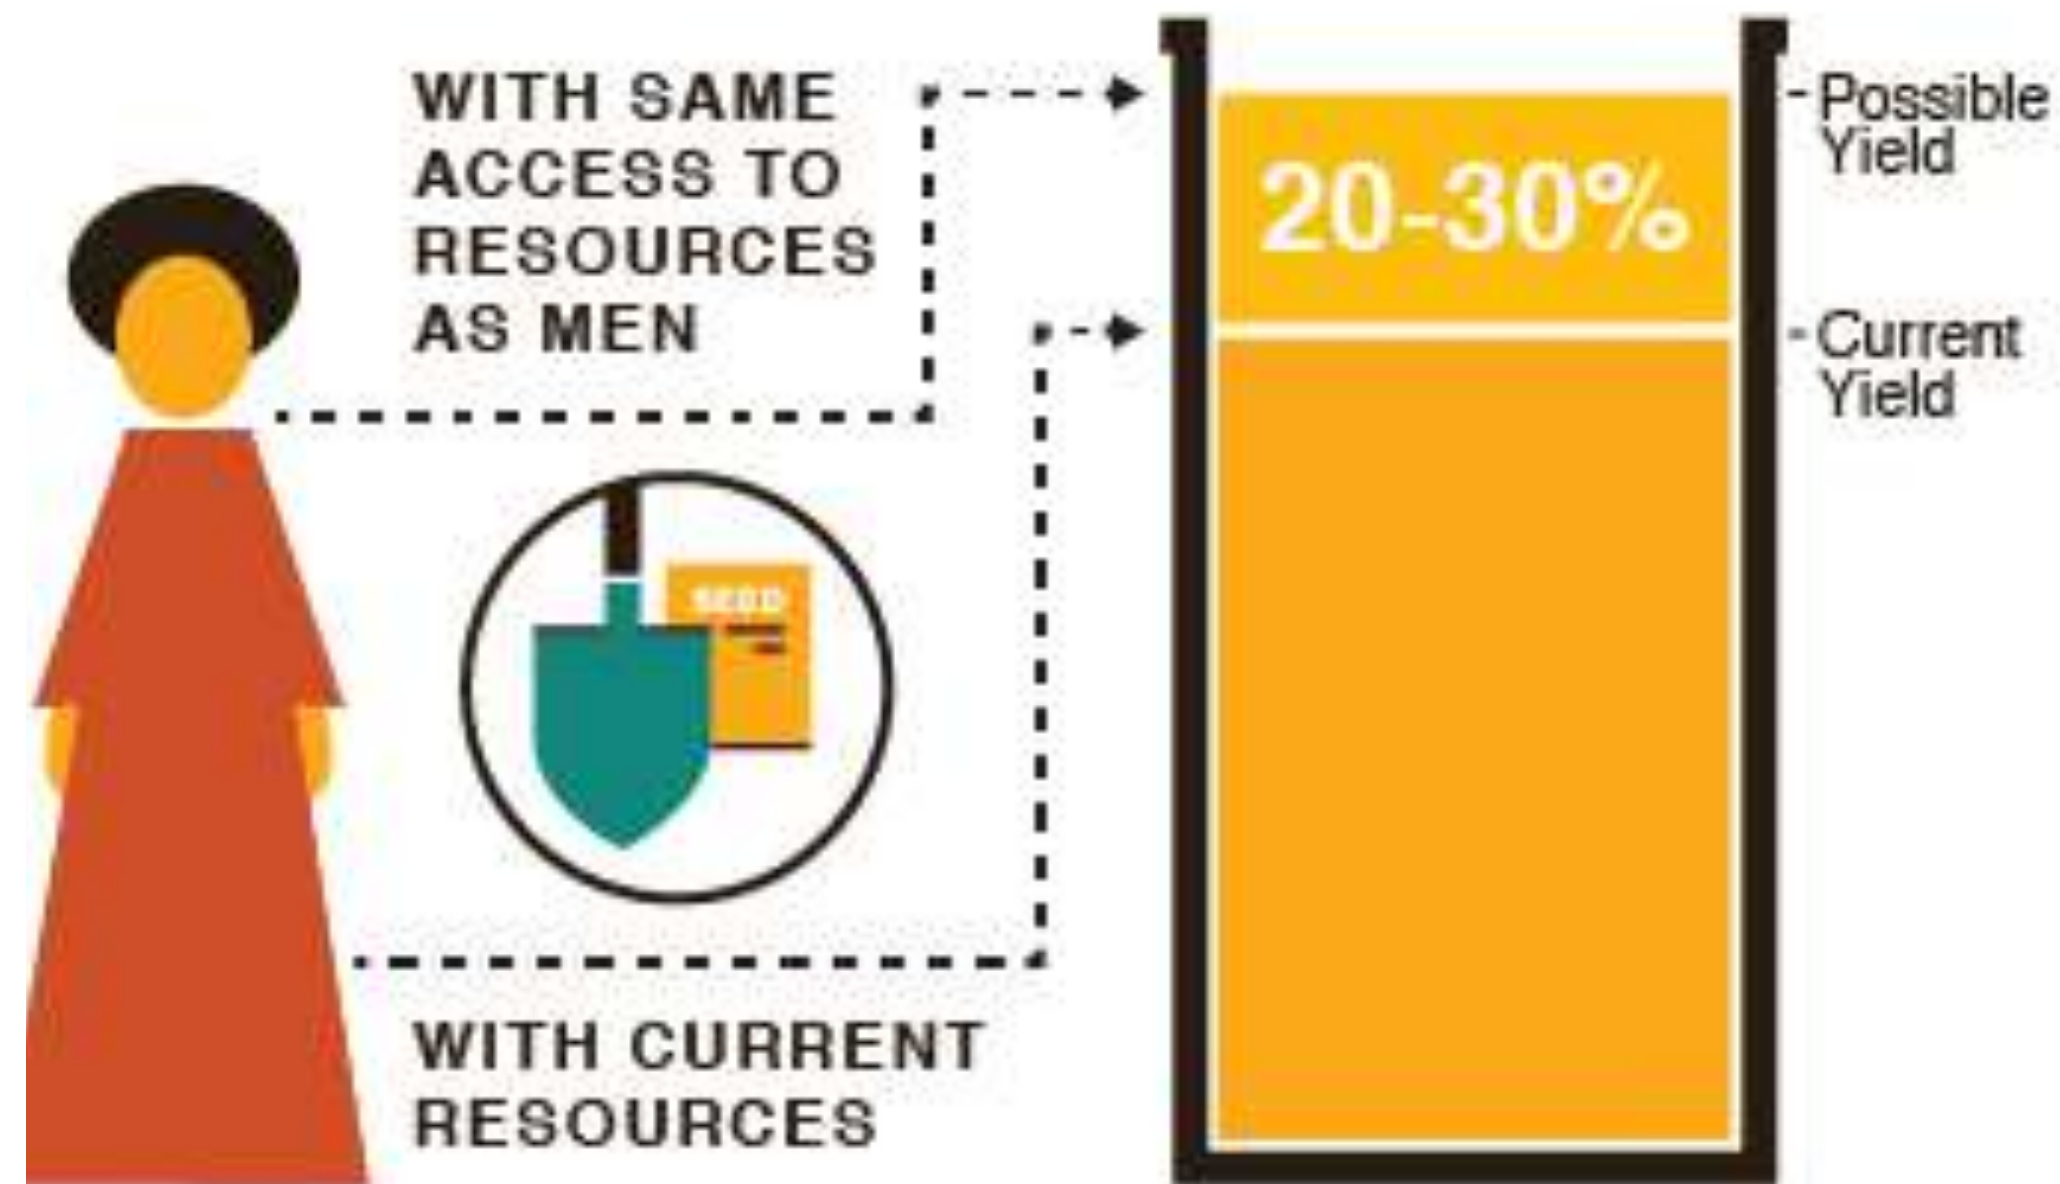 WITH SAME
ACCESS TO
RESOURCES
AS MEN
20-30%
Possible
Yield
Current
Yield
SEED
WITH CURRENT
RESOURCES